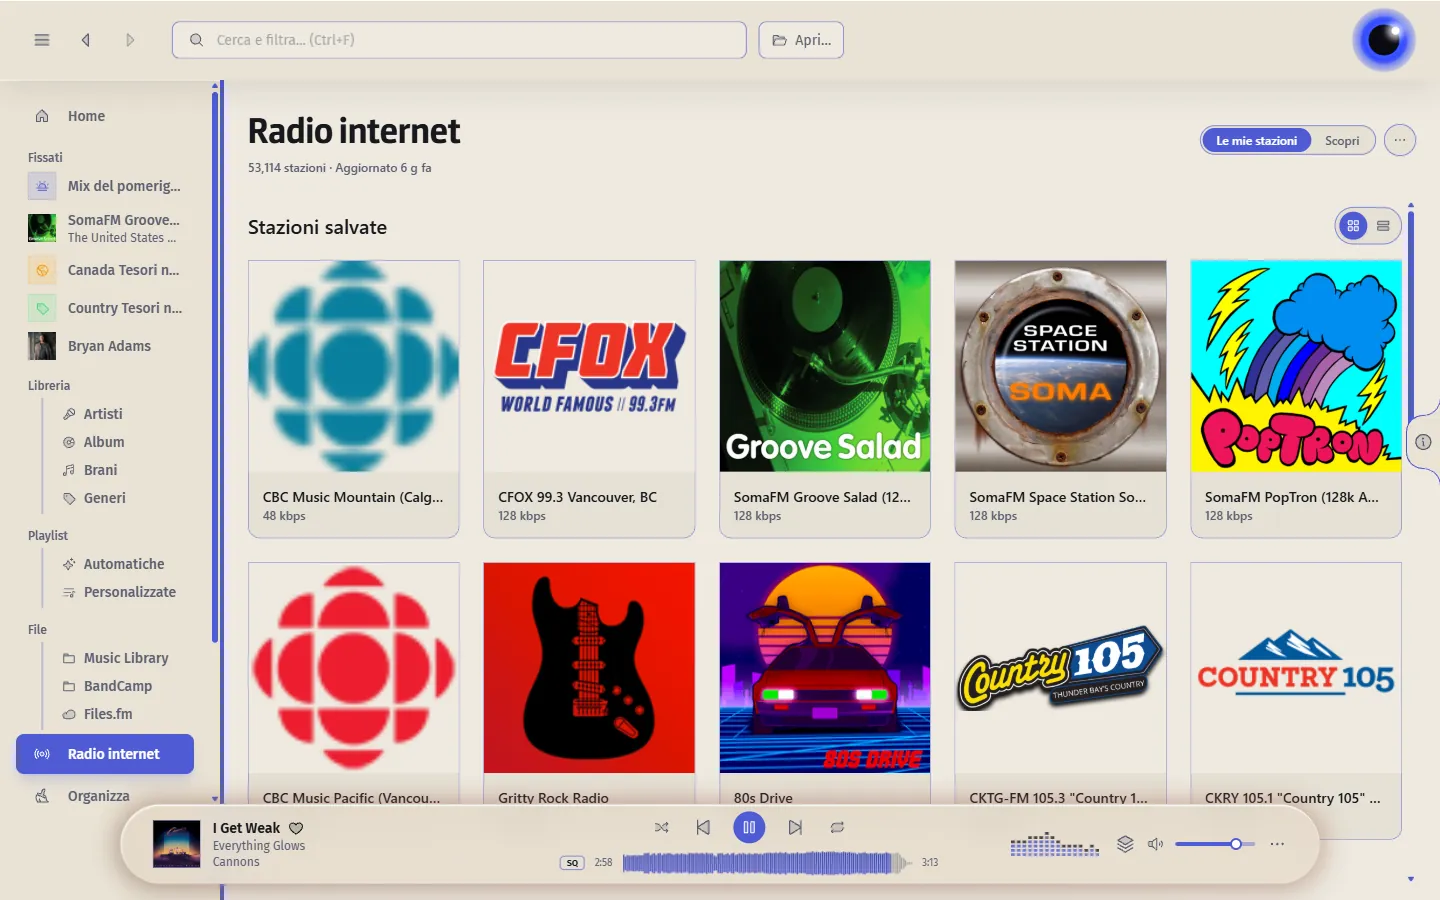 Cerca e filtra... (Ctrl+F)
Apri...
Home
Fissati
Mix del pomerig...
SomaFM Groove...
The United States ...
Canada Tesori n...
Country Tesori n...
Bryan Adams
Libreria
Artisti
Album
Brani
Generi
Playlist
Automatiche
Personalizzate
File
Music Library
BandCamp
Files.fm
Radio internet
Organizza
Radio internet
53,114 stazioni · Aggiornato 6 g fa
Le mie stazioni
Scopri
Stazioni salvate
CFOX
WORLD FAMOUS // 99.3FM
Groove Salad
SPACE
STATION
SOMA
POPTRON
CBC Music Mountain (Calg...
48 kbps
CFOX 99.3 Vancouver, BC
128 kbps
SomaFM Groove Salad (12...
128 kbps
SomaFM Space Station So...
128 kbps
SomaFM PopTron (128k A...
128 kbps
80S DRIVE
Country 105
THUNDER BAY'S COUNTRY
COUNTRY 105
CBC Music Pacific (Vancou...
Gritty Rock Radio
80s Drive
CKTG-FM 105.3 "Country 1...
CKRY 105.1 "Country 105" ...
I Get Weak
Everything Glows
Cannons
SQ
2:58
3:13